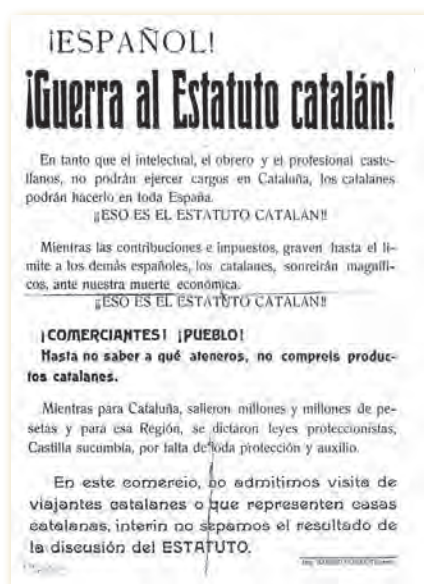 ¡ESPAÑOL!
¡Guerra al Estatuto catalán!
En tanto que el intelectual, el obrero y el profesional caste-
llanos, no podrán ejercer cargos en Cataluña, los catalanes
podrán hacerlo en toda España.
¡¡ESO ES EL ESTATUTO CATALAN!!
Mientras las contribuciones e impuestos, graven hasta el lí-
mite a los demás españoles, los catalanes, sonreirán magnífi-
cos, ante nuestra muerte económica.
¡¡ESO ES EL ESTATUTO CATALAN!!
¡COMERCIANTES! ¡PUEBLO!
Hasta no saber a qué ateneros, no compreis produc-
tos catalanes.
Mientras para Cataluña, salieron millones y millones de pe-
setas y para esa Región, se dictaron leyes proteccionistas,
Castilla sucumbía, por falta de toda protección y auxilio.
En este comercio, no admitimos visita de
viajantes catalanes o que representen casas
catalanas, interin no sepamos el resultado de
la discusión del ESTATUTO.